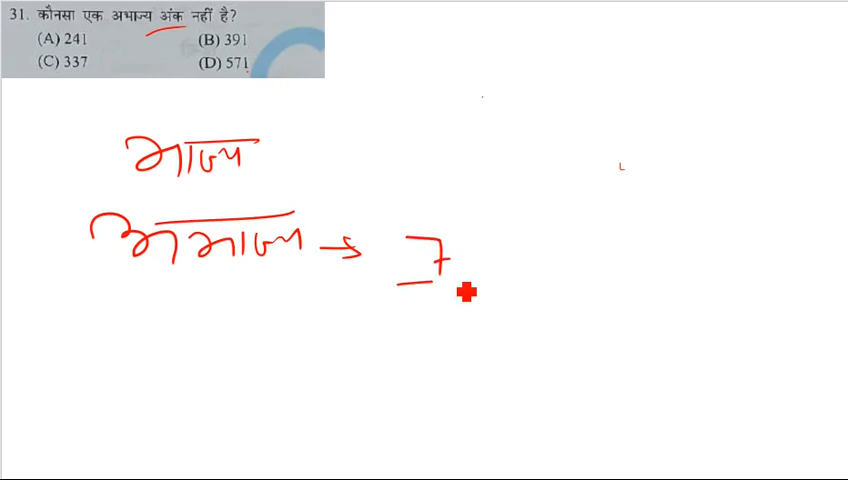 31. कौनसा एक अभाज्य अंक नहीं है?
(A) 241 (B) 391
(C) 337 (D) 571
भाज्य
अभाज्य → 7